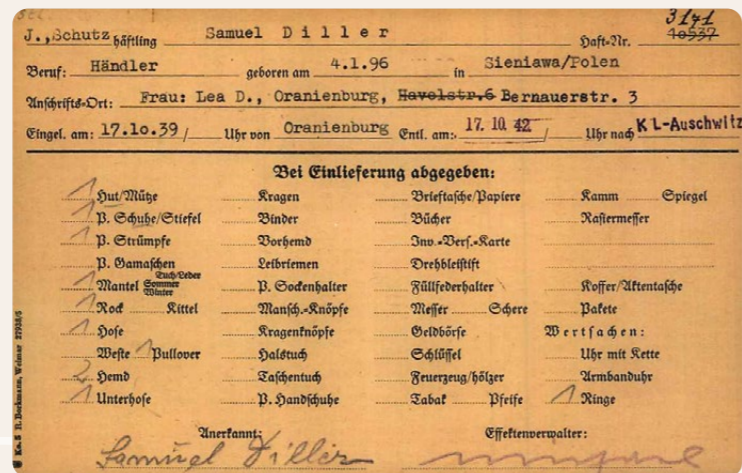 3171
J., Schutz häftling Samuel Diller Haft-Nr. 10537
Beruf: Händler geboren am 4.1.96 in Sieniawa/Polen
Anschrifts-Ort: Frau: Lea D., Oranienburg, Havelstr.6 Bernauerstr. 3
Eingel. am: 17.10.39 / Uhr von Oranienburg Entl. am: 17. 10. 42 / Uhr nach KL-Auschwitz
Bei Einlieferung abgegeben:
1 Hut/Mütze Kragen Brieftasche/Papiere Kamm Spiegel
1 P. Schuhe/Stiefel Binder Bücher Rasiermesser
1 P. Strümpfe Vorhemd Inv.-Vers.-Karte
P. Gamaschen Leibriemen Drehbleistift
1 Mantel Tuch/Leder Sommer Winter P. Sockenhalter Füllfederhalter Koffer/Aktentasche
1 Rock Kittel Mansch.-Knöpfe Messer Schere Pakete
1 Hose Kragenknöpfe Geldbörse Wertsachen:
Weste 1 Pullover Halstuch Schlüssel Uhr mit Kette
2 Hemd Taschentuch Feuerzeug/hölzer Armbanduhr
1 Unterhose P. Handschuhe Tabak Pfeife 1 Ringe
Anerkannt: Effektenverwalter:
Samuel Diller
Ko. 5 R. Borkmann, Weimar